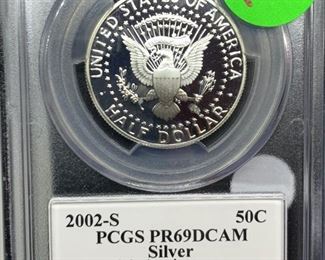 UNITED STATES OF AMERICA
HALF DOLLAR
2002-S 50C
PCGS PR69DCAM
Silver